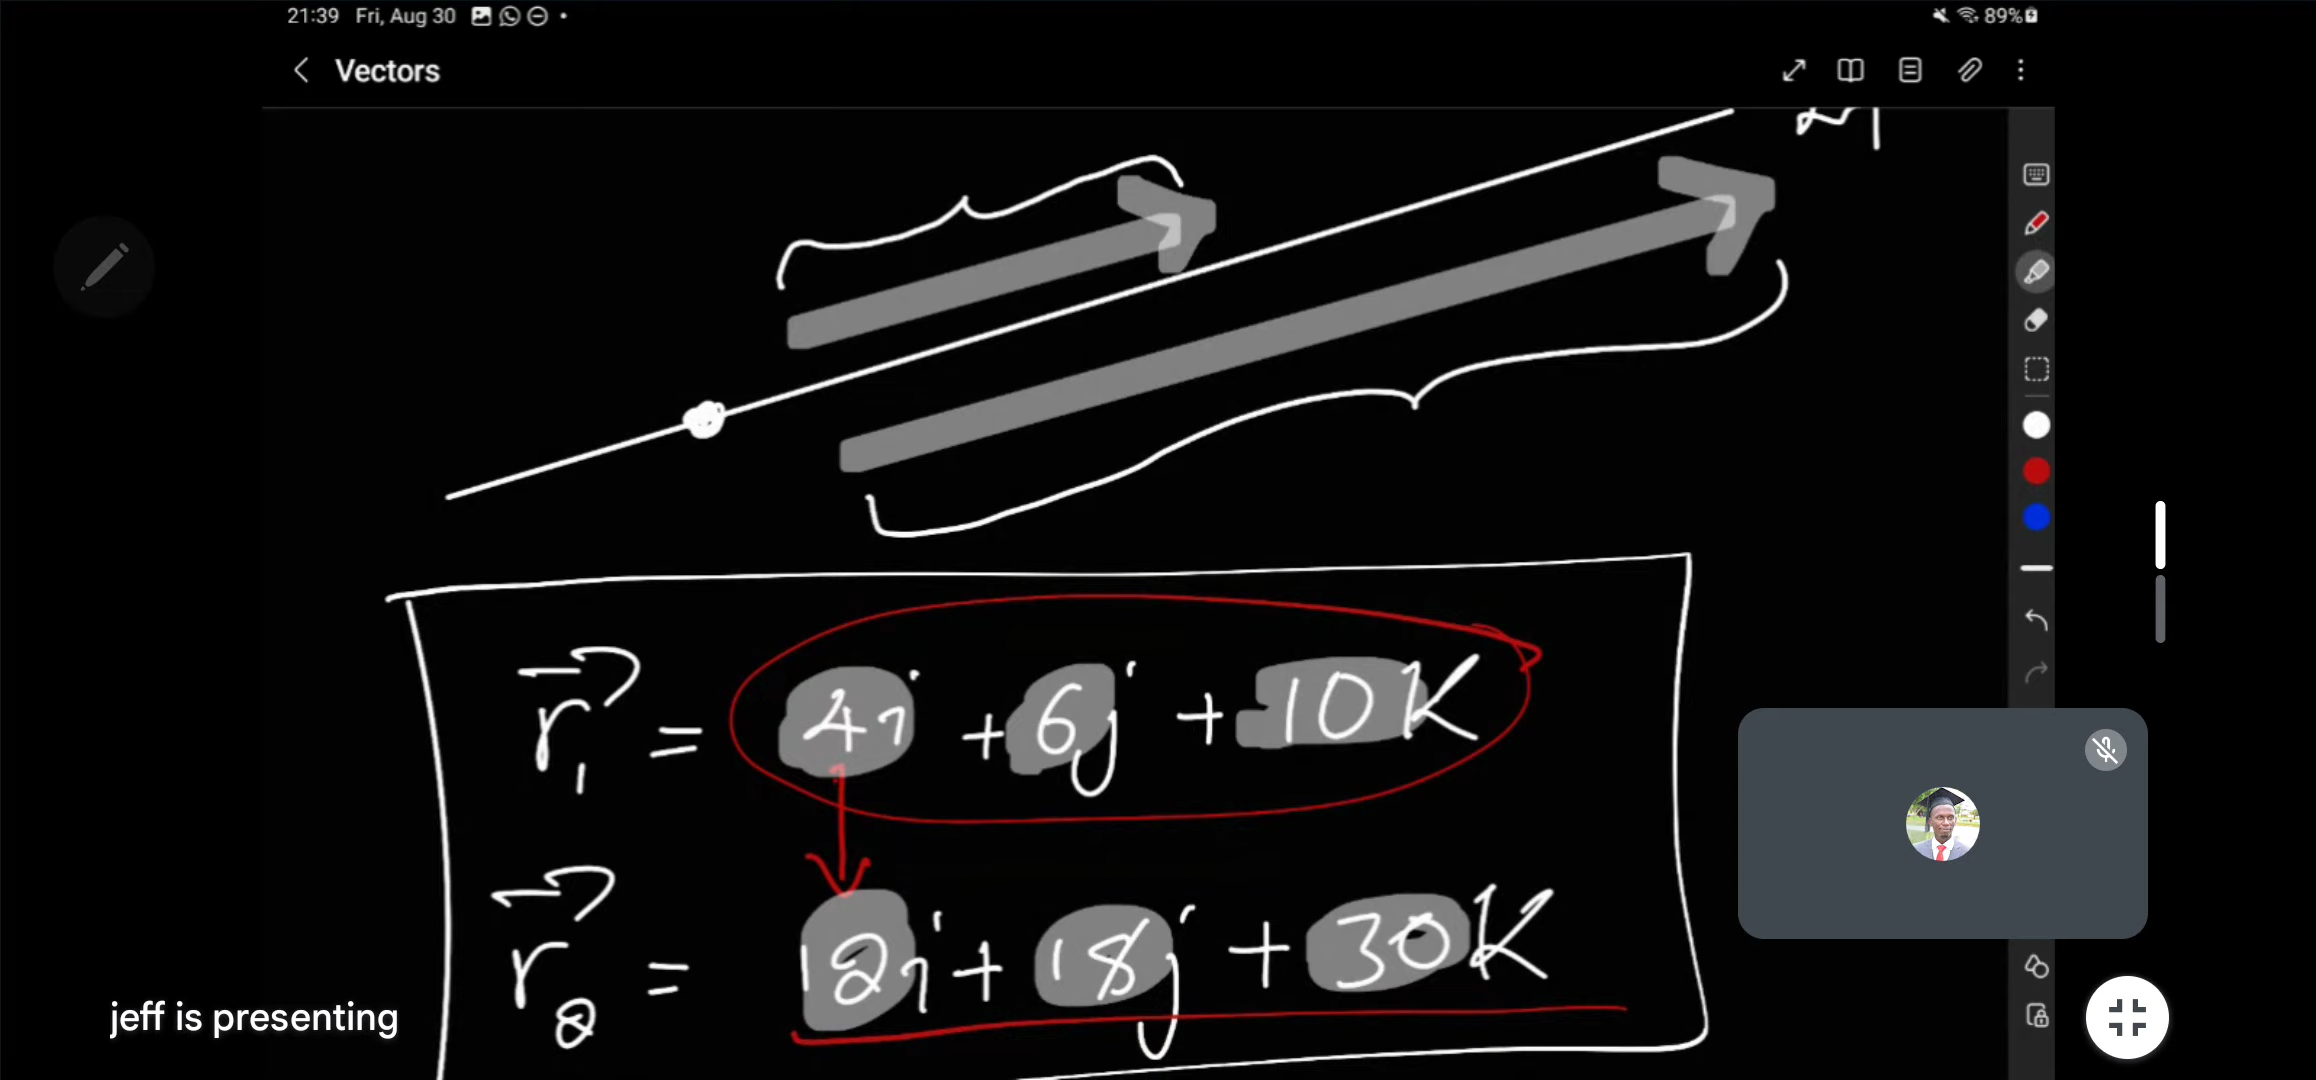 21:39 Fri, Aug 30
89%
Vectors
r₁ = 4i + 6j + 10K
r₂ = 12i + 18j + 30K
jeff is presenting